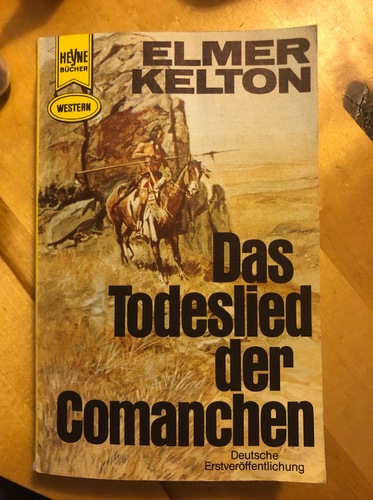 HEYNE
BÜCHER
WESTERN
ELMER
KELTON
Das
Todeslied
der
Comanchen
Deutsche
Erstveröffentlichung